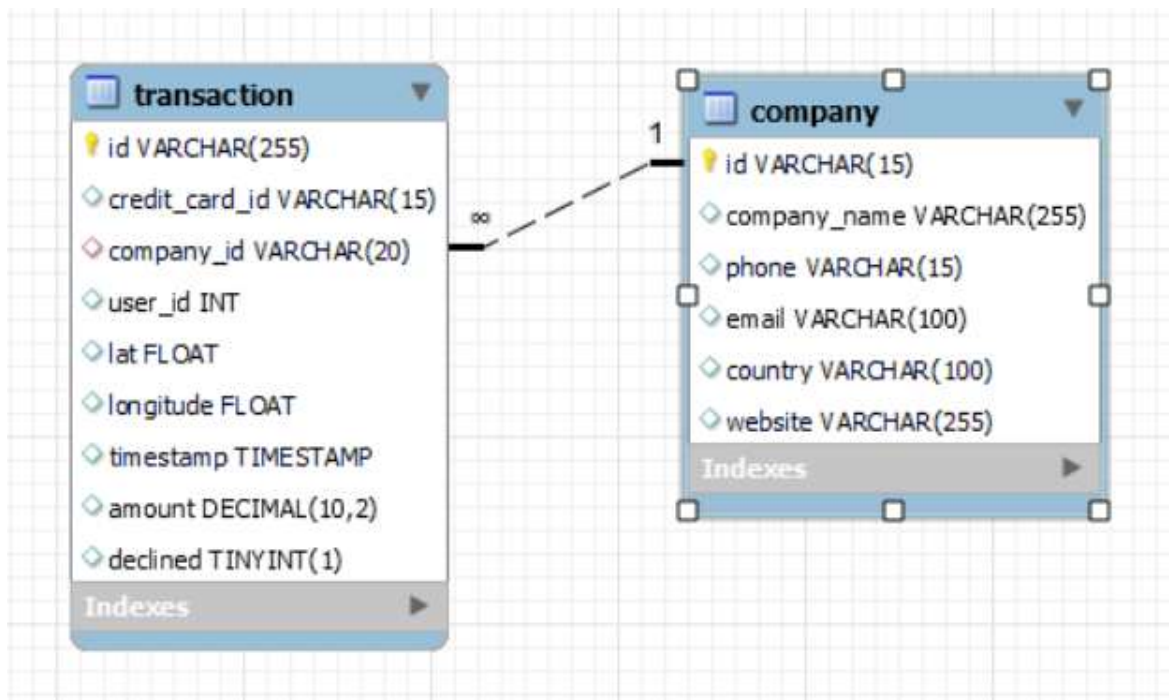 transaction
id VARCHAR(255)
credit_card_id VARCHAR(15)
company_id VARCHAR(20)
user_id INT
lat FLOAT
longitude FLOAT
timestamp TIMESTAMP
amount DECIMAL(10,2)
declined TINYINT(1)
Indexes
∞
1
company
id VARCHAR(15)
company_name VARCHAR(255)
phone VARCHAR(15)
email VARCHAR(100)
country VARCHAR(100)
website VARCHAR(255)
Indexes